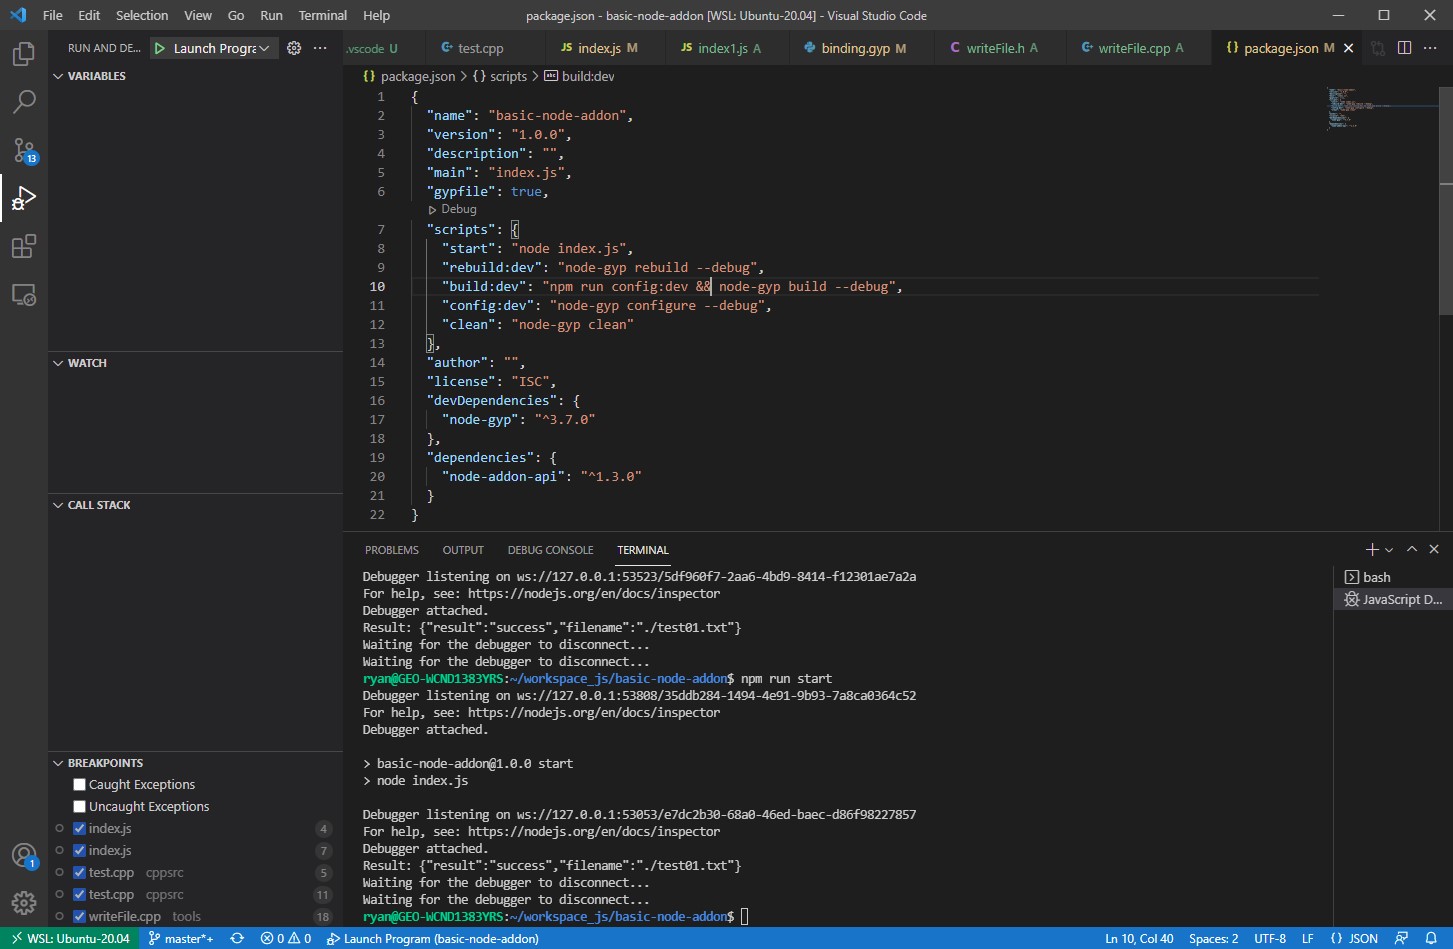 File Edit Selection View Go Run Terminal Help package.json - basic-node-addon [WSL: Ubuntu-20.04] - Visual Studio Code
RUN AND DE... Launch Progra
.vscode U test.cpp JS index.js M JS index1.js A binding.gyp M C writeFile.h A writeFile.cpp A {} package.json M
VARIABLES
{} package.json > {} scripts > build:dev
1 {
2 "name": "basic-node-addon",
3 "version": "1.0.0",
4 "description": "",
5 "main": "index.js",
6 "gypfile": true,
Debug
7 "scripts": {
8 "start": "node index.js",
9 "rebuild:dev": "node-gyp rebuild --debug",
10 "build:dev": "npm run config:dev && node-gyp build --debug",
11 "config:dev": "node-gyp configure --debug",
12 "clean": "node-gyp clean"
13 },
14 "author": "",
15 "license": "ISC",
16 "devDependencies": {
17 "node-gyp": "^3.7.0"
18 },
19 "dependencies": {
20 "node-addon-api": "^1.3.0"
21 }
22 }
WATCH
CALL STACK
BREAKPOINTS
Caught Exceptions
Uncaught Exceptions
index.js 4
index.js 7
test.cpp cppsrc 5
test.cpp cppsrc 11
writeFile.cpp tools 18
13
1
PROBLEMS OUTPUT DEBUG CONSOLE TERMINAL
Debugger listening on ws://127.0.0.1:53523/5df960f7-2aa6-4bd9-8414-f12301ae7a2a
For help, see: https://nodejs.org/en/docs/inspector
Debugger attached.
Result: {"result":"success","filename":"./test01.txt"}
Waiting for the debugger to disconnect...
Waiting for the debugger to disconnect...
ryan@GEO-WCND1383YRS:~/workspace_js/basic-node-addon$ npm run start
Debugger listening on ws://127.0.0.1:53808/35ddb284-1494-4e91-9b93-7a8ca0364c52
For help, see: https://nodejs.org/en/docs/inspector
Debugger attached.
> basic-node-addon@1.0.0 start
> node index.js
Debugger listening on ws://127.0.0.1:53053/e7dc2b30-68a0-46ed-baec-d86f98227857
For help, see: https://nodejs.org/en/docs/inspector
Debugger attached.
Result: {"result":"success","filename":"./test01.txt"}
Waiting for the debugger to disconnect...
Waiting for the debugger to disconnect...
ryan@GEO-WCND1383YRS:~/workspace_js/basic-node-addon$
bash
JavaScript D...
WSL: Ubuntu-20.04 master*+ 0 0 Launch Program (basic-node-addon) Ln 10, Col 40 Spaces: 2 UTF-8 LF {} JSON